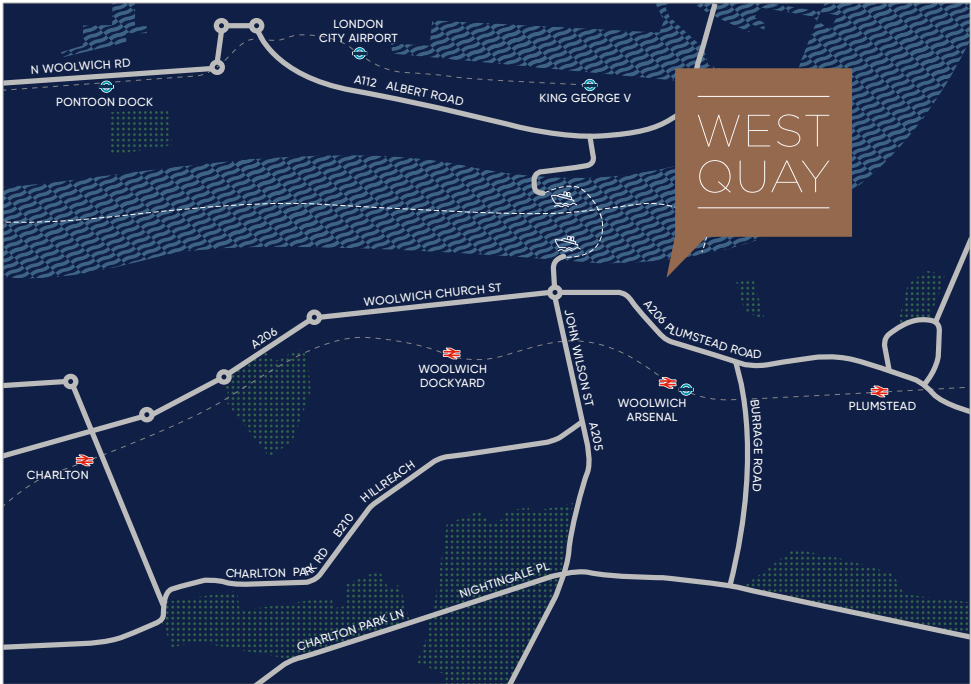 LONDON
CITY AIRPORT
N WOOLWICH RD
PONTOON DOCK
A112 ALBERT ROAD
KING GEORGE V
WEST
QUAY
WOOLWICH CHURCH ST
A206
A206 PLUMSTEAD ROAD
JOHN WILSON ST
A205
WOOLWICH
DOCKYARD
WOOLWICH
ARSENAL
PLUMSTEAD
BURRAGE ROAD
CHARLTON
HILLREACH
B210
CHARLTON PARK RD
NIGHTINGALE PL
CHARLTON PARK LN